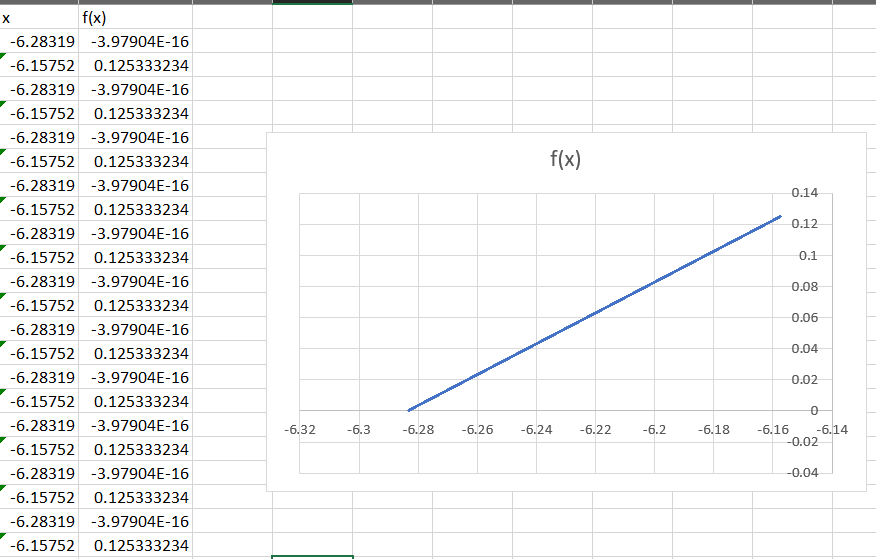 x f(x)
-6.28319 -3.97904E-16
-6.15752 0.125333234
-6.28319 -3.97904E-16
-6.15752 0.125333234
-6.28319 -3.97904E-16
-6.15752 0.125333234
-6.28319 -3.97904E-16
-6.15752 0.125333234
-6.28319 -3.97904E-16
-6.15752 0.125333234
-6.28319 -3.97904E-16
-6.15752 0.125333234
-6.28319 -3.97904E-16
-6.15752 0.125333234
-6.28319 -3.97904E-16
-6.15752 0.125333234
-6.28319 -3.97904E-16
-6.15752 0.125333234
-6.28319 -3.97904E-16
-6.15752 0.125333234
-6.28319 -3.97904E-16
-6.15752 0.125333234
f(x)
0.14
0.12
0.1
0.08
0.06
0.04
0.02
0
-6.32 -6.3 -6.28 -6.26 -6.24 -6.22 -6.2 -6.18 -6.16 -6.14
-0.02
-0.04